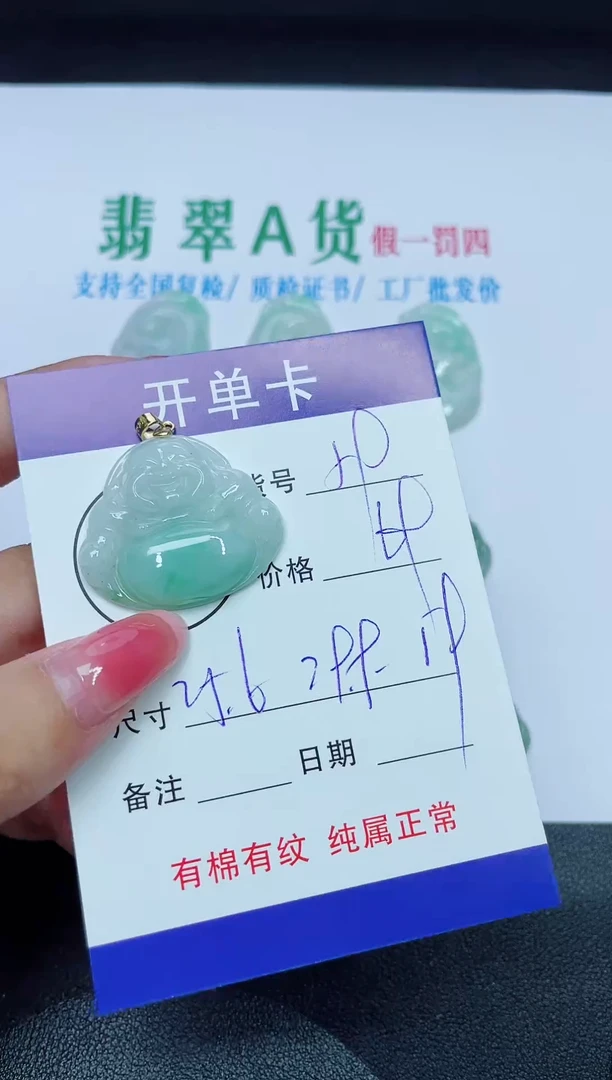 翡翠A货 假一罚四
支持全国复检/ 质检证书/ 工厂批发价
开单卡
货号
价格
尺寸
备注
日期
有棉有纹 纯属正常